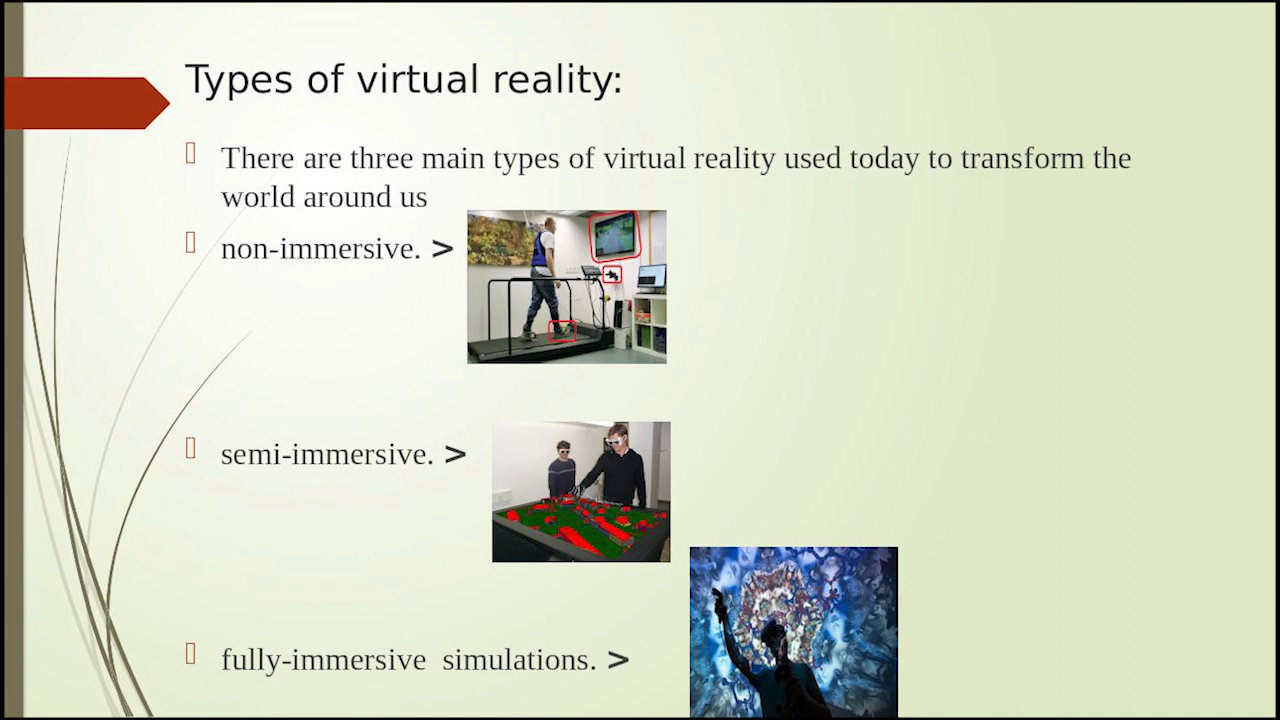 Types of virtual reality:
There are three main types of virtual reality used today to transform the
world around us
non-immersive. >
semi-immersive. >
fully-immersive simulations. >